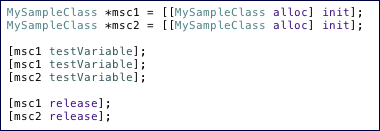 MySampleClass *msc1 = [[MySampleClass alloc] init];
MySampleClass *msc2 = [[MySampleClass alloc] init];
[msc1 testVariable];
[msc1 testVariable];
[msc2 testVariable];
[msc1 release];
[msc2 release];